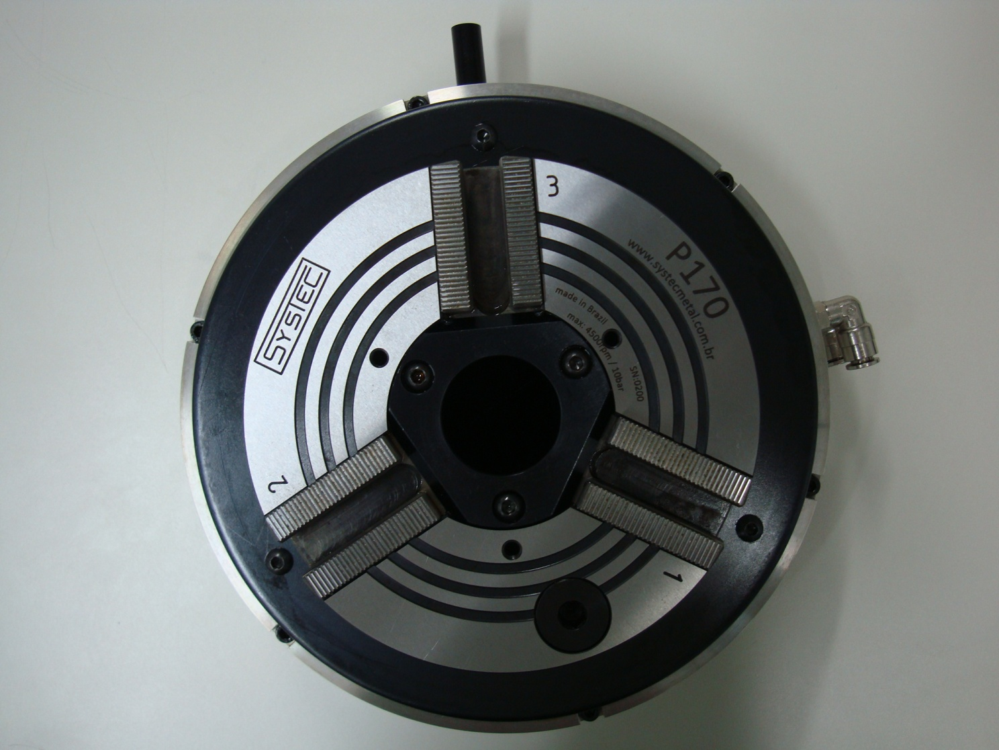 SYSTEC
3
P170
www.systecmetal.com.br
made in Brazil
max: 4500rpm / 10bar
SN:0200
2
1